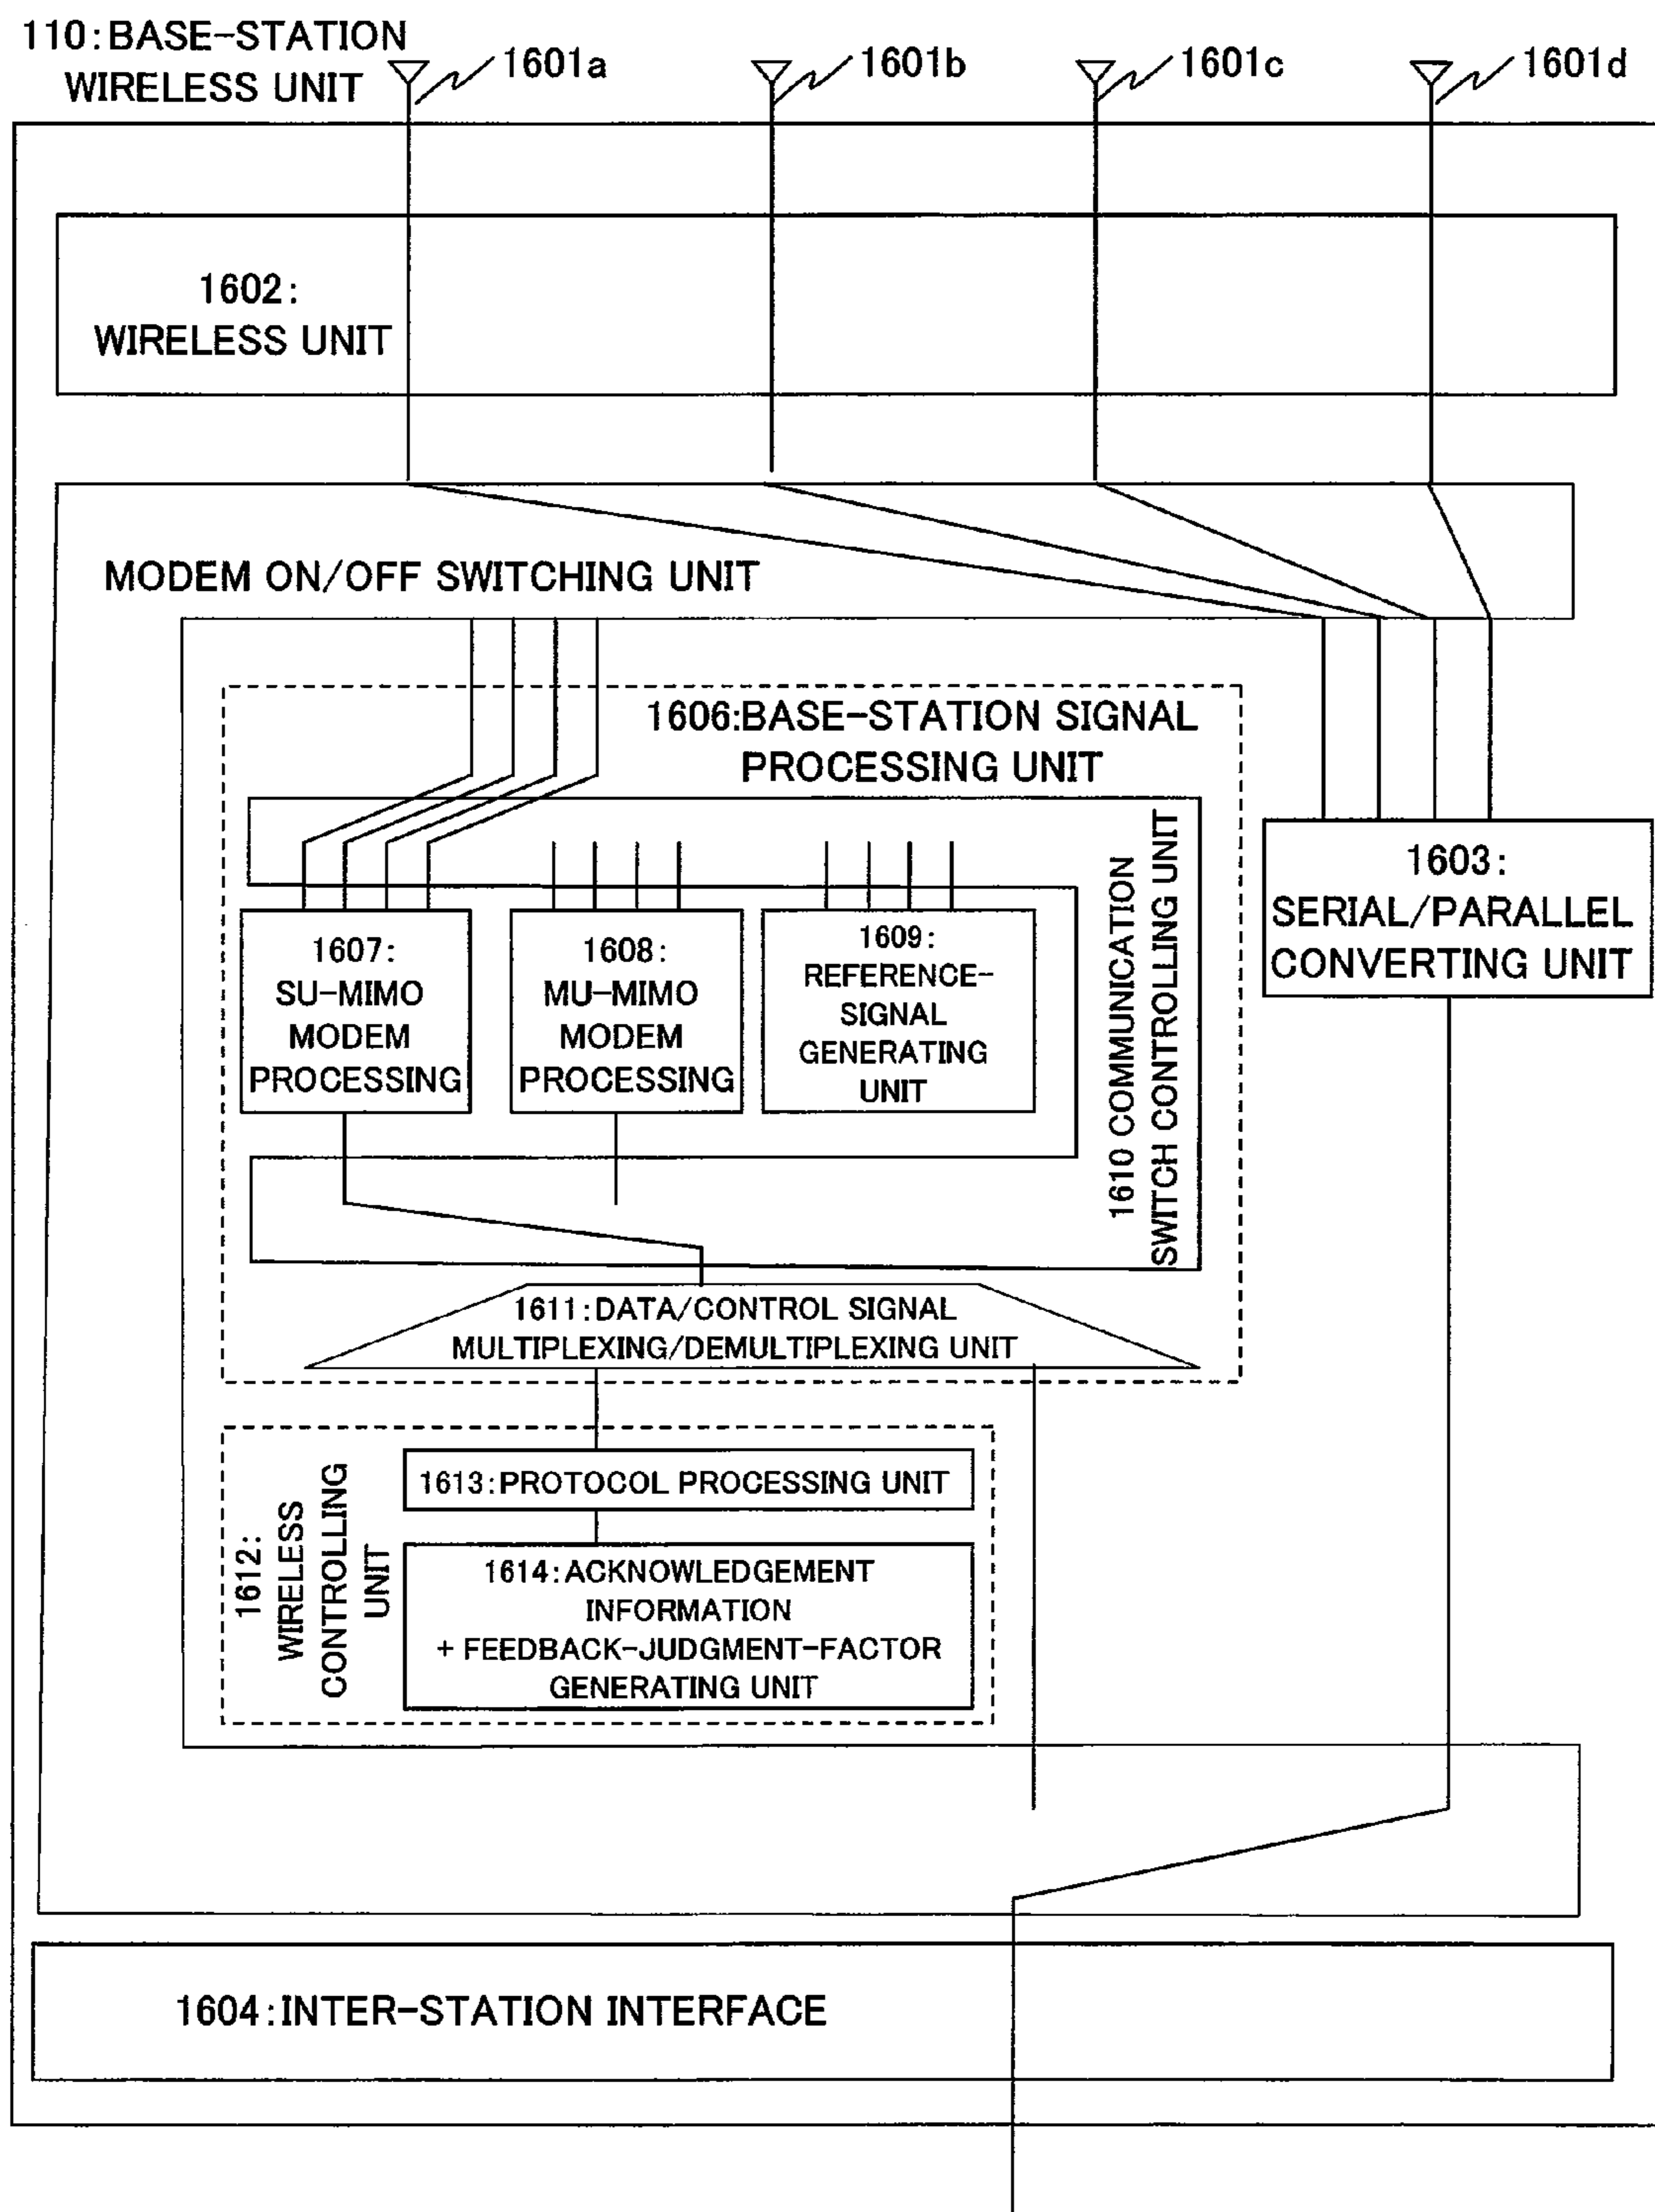 110:BASE-STATION
WIRELESS UNIT
1601a
1601b
1601c
1601d
1602:
WIRELESS UNIT
MODEM ON/OFF SWITCHING UNIT
1606:BASE-STATION SIGNAL
PROCESSING UNIT
1603:
SERIAL/PARALLEL
CONVERTING UNIT
1607:
SU-MIMO
MODEM
PROCESSING
1608:
MU-MIMO
MODEM
PROCESSING
1609:
REFERENCE-
SIGNAL
GENERATING
UNIT
1610 COMMUNICATION
SWITCH CONTROLLING UNIT
1611:DATA/CONTROL SIGNAL
MULTIPLEXING/DEMULTIPLEXING UNIT
1612:
WIRELESS
CONTROLLING
UNIT
1613:PROTOCOL PROCESSING UNIT
1614:ACKNOWLEDGEMENT
INFORMATION
+ FEEDBACK-JUDGMENT-FACTOR
GENERATING UNIT
1604:INTER-STATION INTERFACE